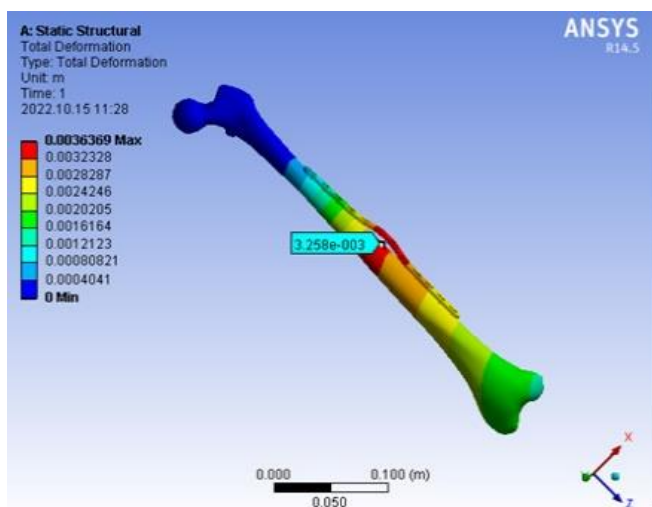 A: Static Structural
Total Deformation
Type: Total Deformation
Unit: m
Time: 1
2022.10.15 11:28
ANSYS
R14.5
0.0036369 Max
0.0032328
0.0028287
0.0024246
0.0020205
0.0016164
0.0012123
0.00080821
0.0004041
0 Min
3.258e-003
0.000
0.100 (m)
0.050
X
Z